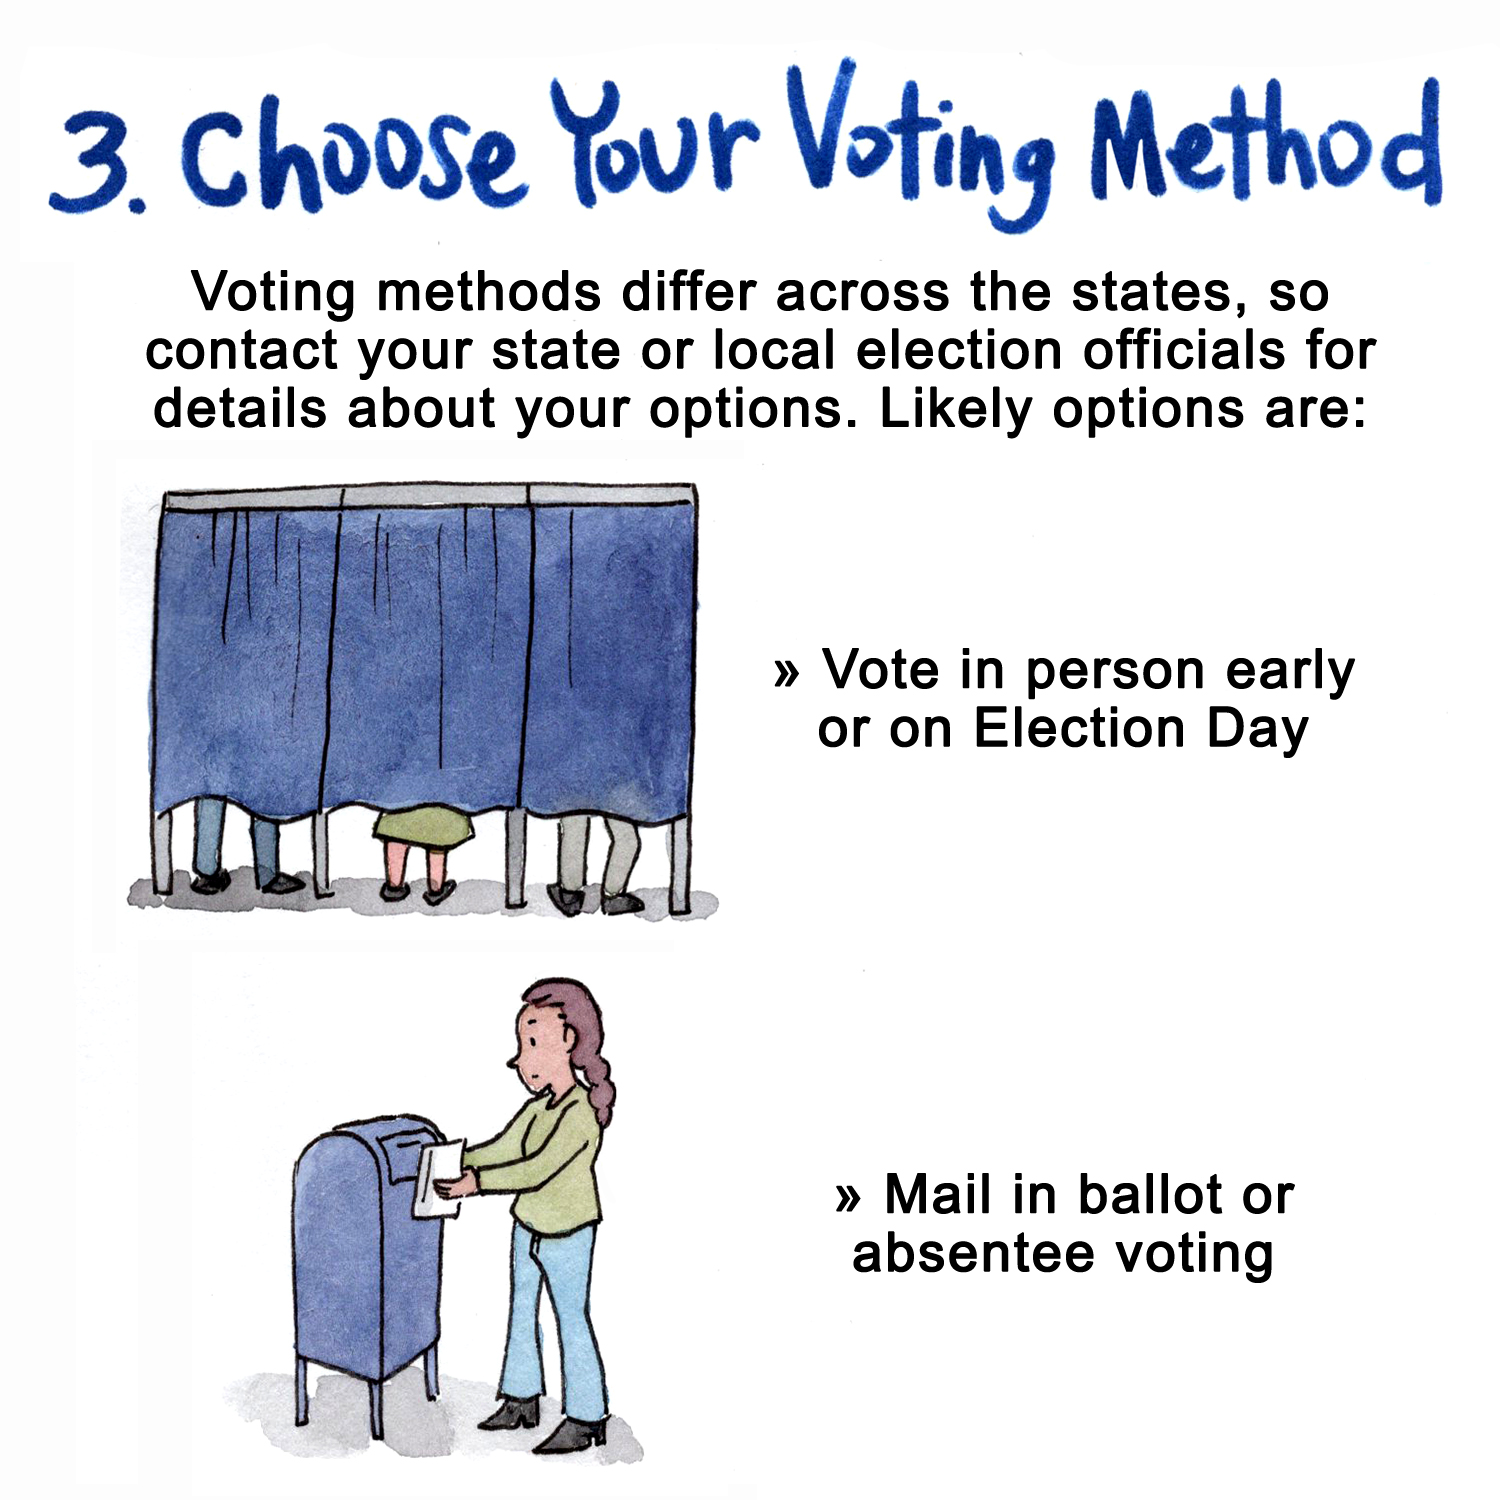 3. Choose Your Voting Method
Voting methods differ across the states, so
contact your state or local election officials for
details about your options. Likely options are:
» Vote in person early
or on Election Day
» Mail in ballot or
absentee voting